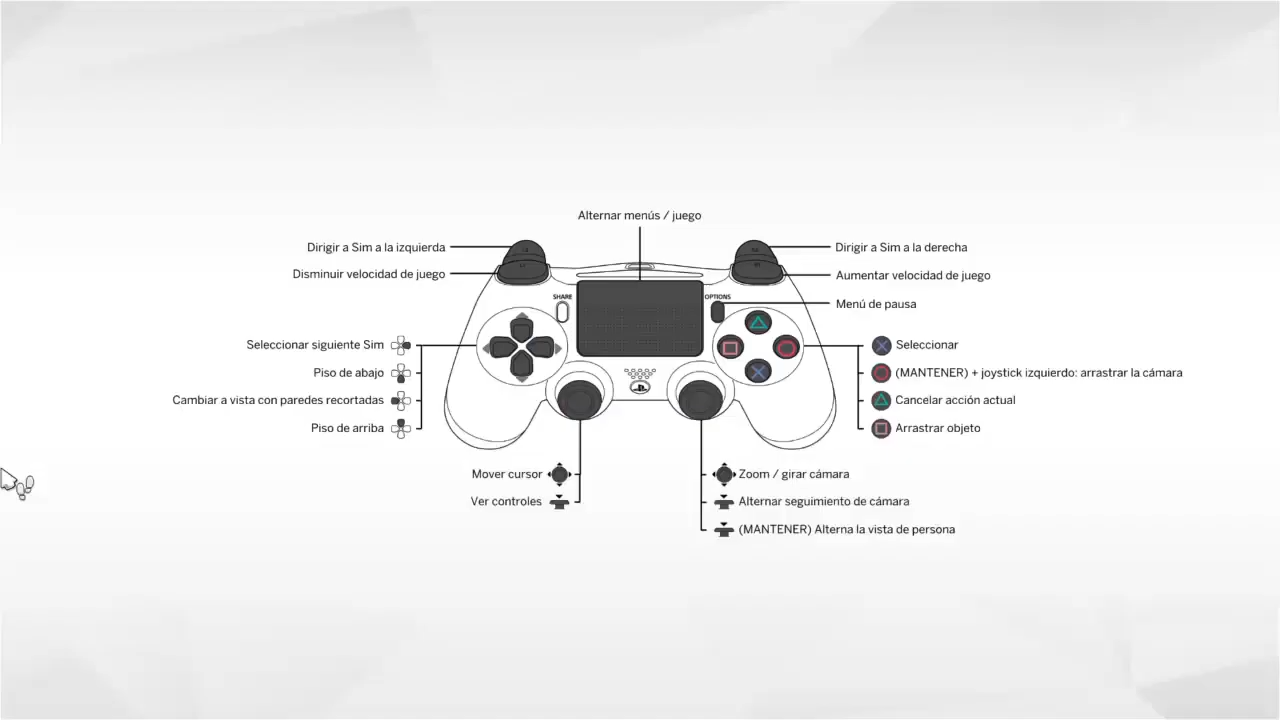 Alternar menús / juego
Dirigir a Sim a la izquierda
Dirigir a Sim a la derecha
Disminuir velocidad de juego
Aumentar velocidad de juego
SHARE
OPTIONS
Menú de pausa
Seleccionar siguiente Sim
Seleccionar
Piso de abajo
(MANTENER) + joystick izquierdo: arrastrar la cámara
Cambiar a vista con paredes recortadas
Cancelar acción actual
Piso de arriba
Arrastrar objeto
Mover cursor
Zoom / girar cámara
Ver controles
Alternar seguimiento de cámara
(MANTENER) Alterna la vista de persona